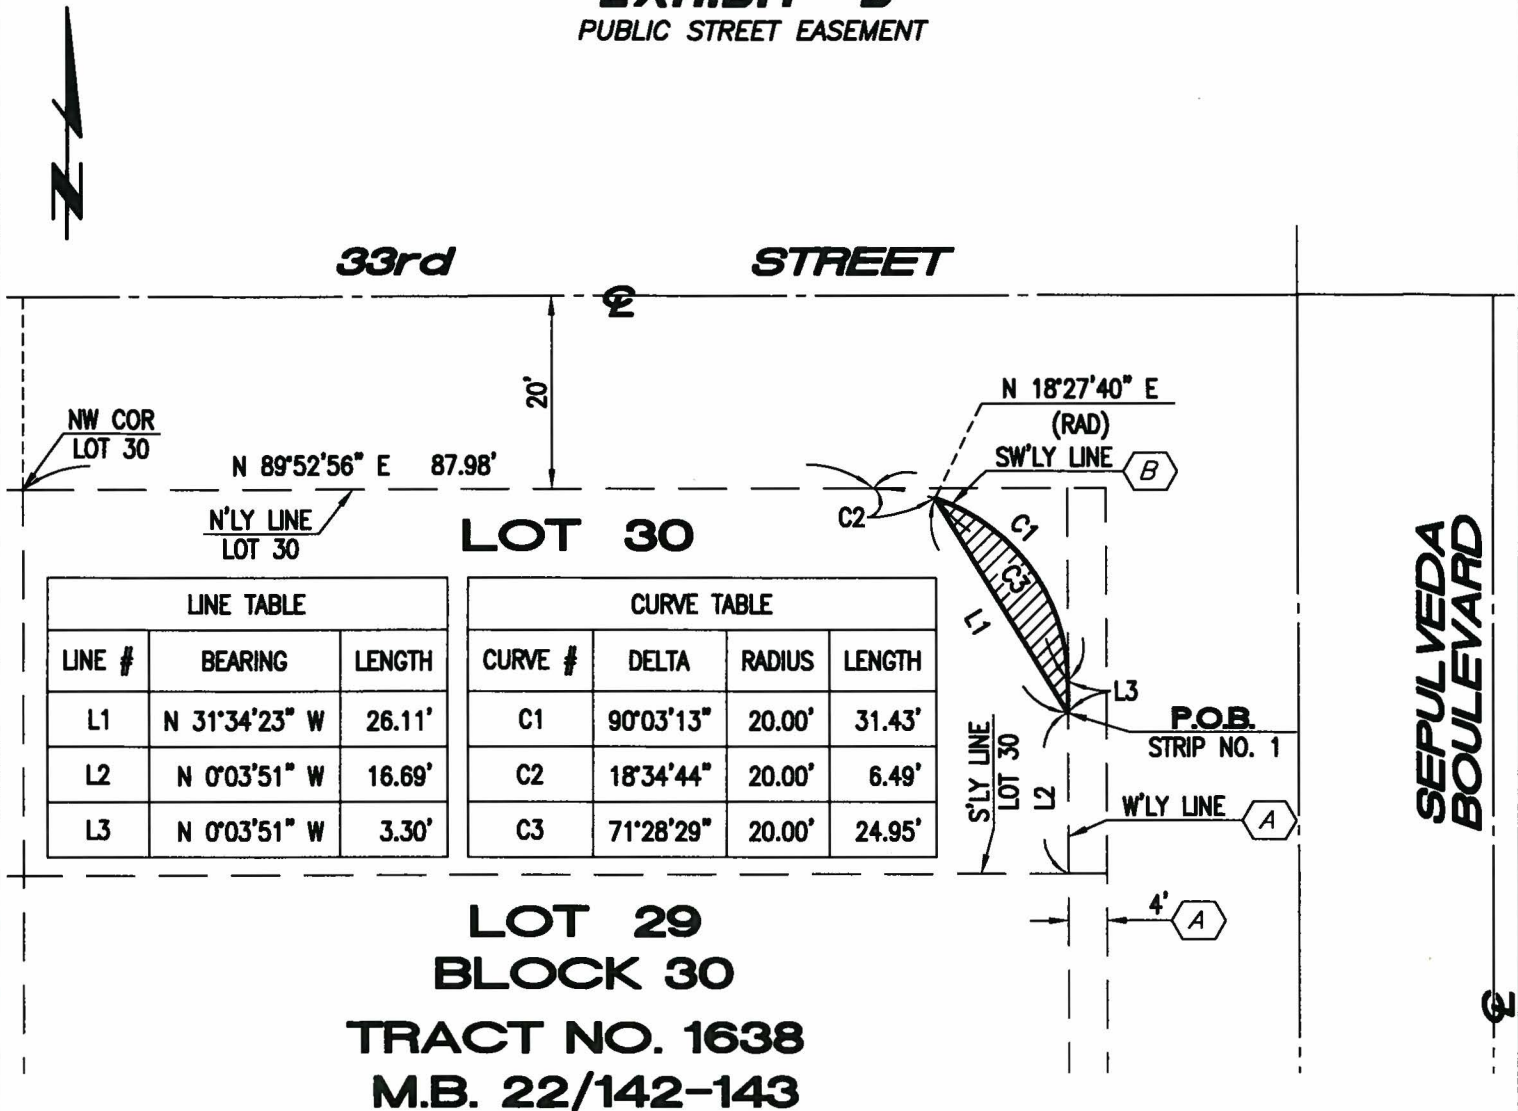 PUBLIC STREET EASEMENT
N
33rd STREET
20'
NW COR
LOT 30
N 89°52'56" E 87.98'
N'LY LINE
LOT 30
LOT 30
N 18°27'40" E
(RAD)
SW'LY LINE B
C2
C1
C3
L1
L3
P.O.B.
STRIP NO. 1
S'LY LINE
LOT 30
L2
W'LY LINE A
4' A
SEPULVEDA
BOULEVARD
LINE TABLE
LINE # BEARING LENGTH
L1 N 31°34'23" W 26.11'
L2 N 0°03'51" W 16.69'
L3 N 0°03'51" W 3.30'
CURVE TABLE
CURVE # DELTA RADIUS LENGTH
C1 90°03'13" 20.00' 31.43'
C2 18°34'44" 20.00' 6.49'
C3 71°28'29" 20.00' 24.95'
LOT 29
BLOCK 30
TRACT NO. 1638
M.B. 22/142-143